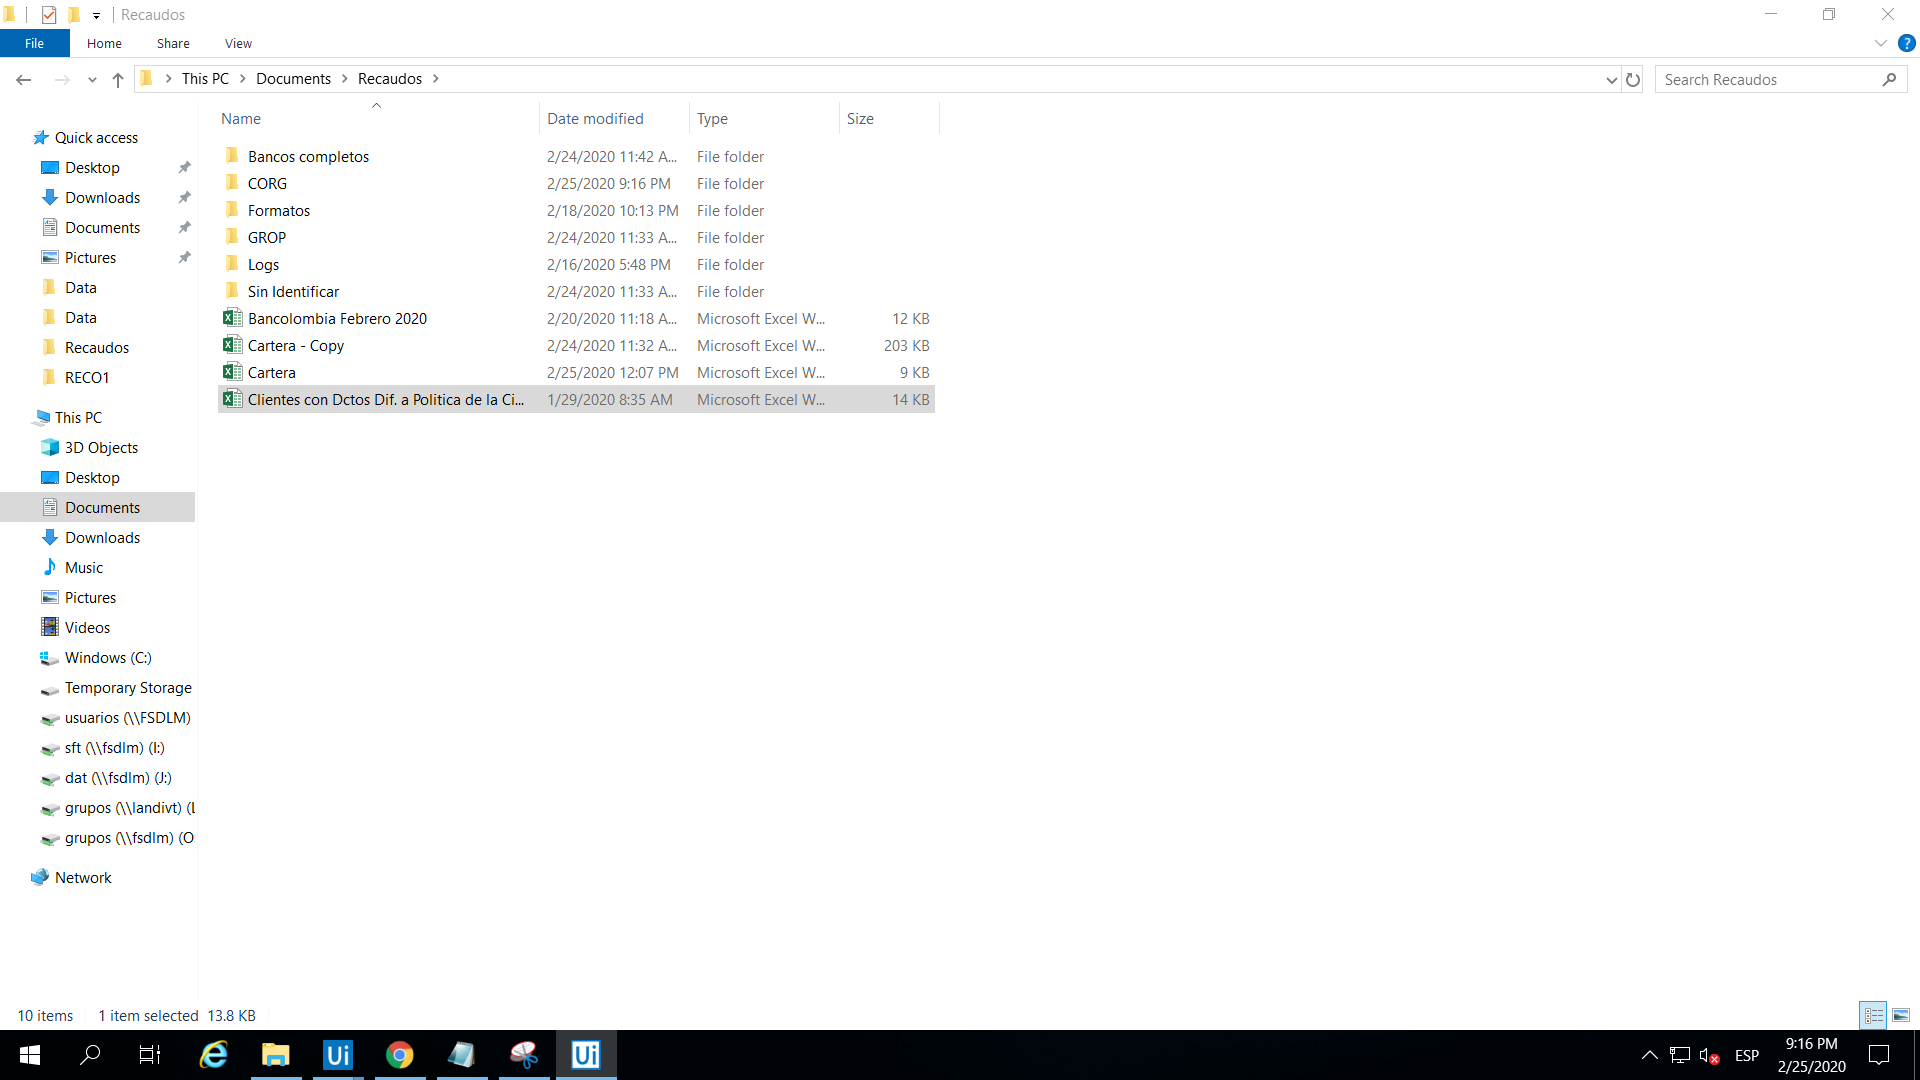 Recaudos
File Home Share View
This PC Documents Recaudos
Search Recaudos
Name Date modified Type Size
Quick access
Desktop
Downloads
Documents
Pictures
Data
Data
Recaudos
RECO1
This PC
3D Objects
Desktop
Documents
Downloads
Music
Pictures
Videos
Windows (C:)
Temporary Storage
usuarios (\\FSDLM)
sft (\\fsdlm) (I:)
dat (\\fsdlm) (J:)
grupos (\\landivt) (L
grupos (\\fsdlm) (O
Network
Bancos completos 2/24/2020 11:42 A... File folder
CORG 2/25/2020 9:16 PM File folder
Formatos 2/18/2020 10:13 PM File folder
GROP 2/24/2020 11:33 A... File folder
Logs 2/16/2020 5:48 PM File folder
Sin Identificar 2/24/2020 11:33 A... File folder
Bancolombia Febrero 2020 2/20/2020 11:18 A... Microsoft Excel W... 12 KB
Cartera - Copy 2/24/2020 11:32 A... Microsoft Excel W... 203 KB
Cartera 2/25/2020 12:07 PM Microsoft Excel W... 9 KB
Clientes con Dctos Dif. a Politica de la Ci... 1/29/2020 8:35 AM Microsoft Excel W... 14 KB
10 items 1 item selected 13.8 KB
Ui
Ui
ESP
9:16 PM
2/25/2020